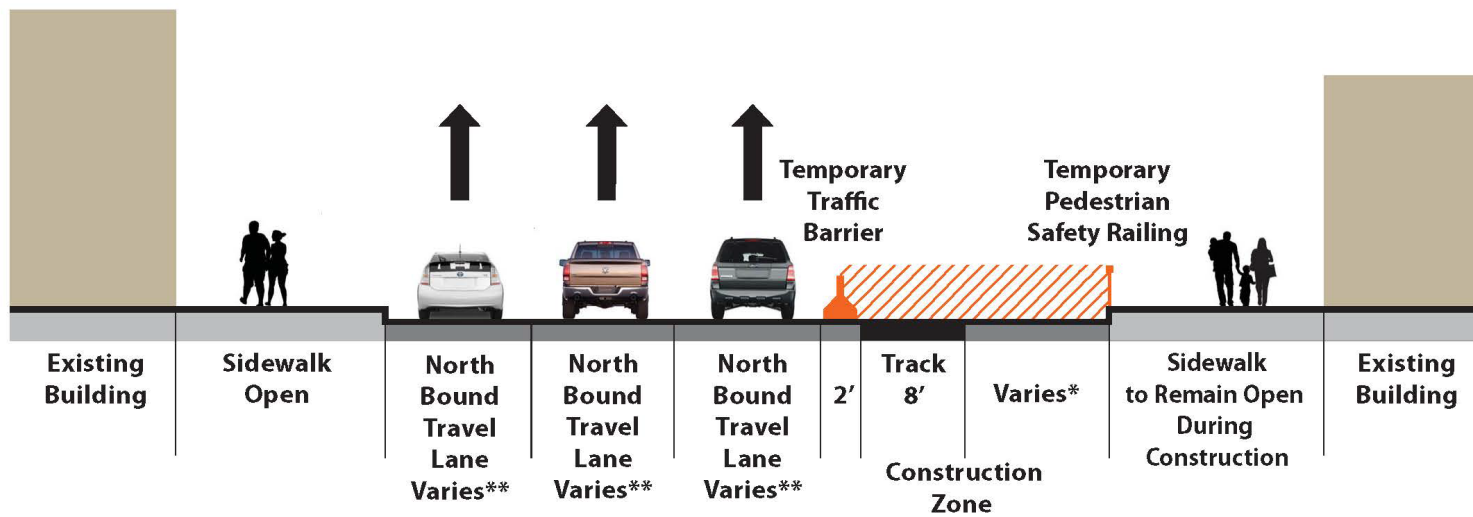 Temporary
Traffic
Barrier
Temporary
Pedestrian
Safety Railing
Existing
Building
Sidewalk
Open
North
Bound
Travel
Lane
Varies**
North
Bound
Travel
Lane
Varies**
North
Bound
Travel
Lane
Varies**
2’
Track
8’
Varies*
Construction
Zone
Sidewalk
to Remain Open
During
Construction
Existing
Building